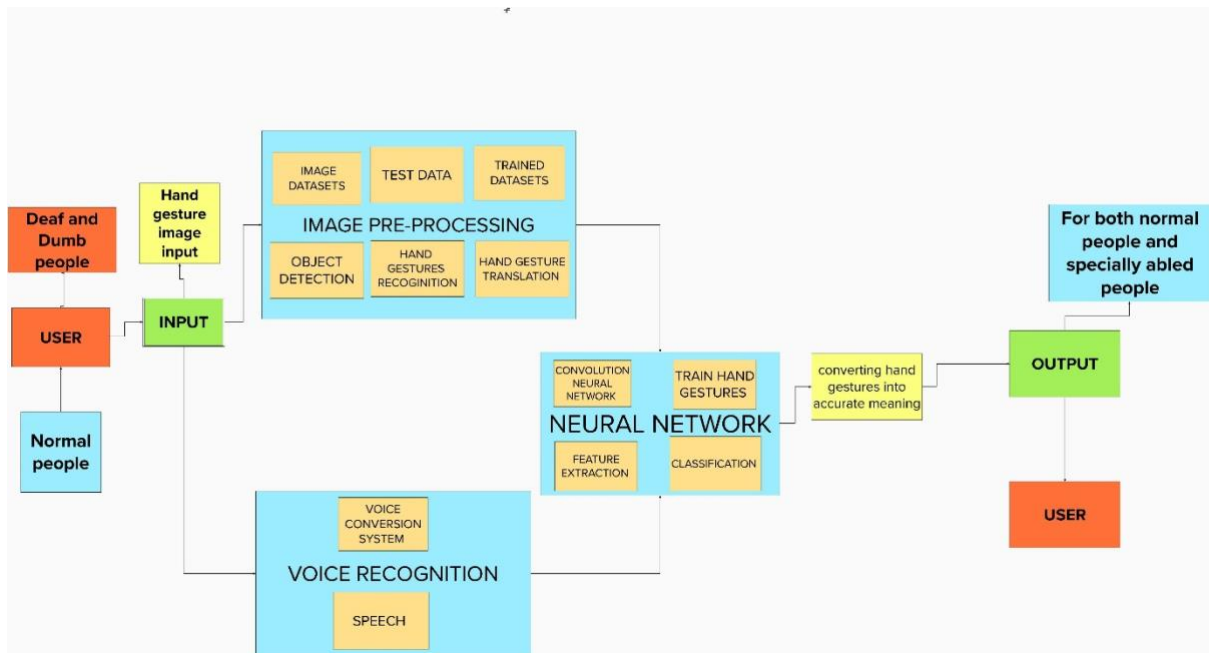 Deaf and
Dumb
people
USER
Normal
people
Hand
gesture
image
input
INPUT
IMAGE
DATASETS
TEST DATA
TRAINED
DATASETS
IMAGE PRE-PROCESSING
OBJECT
DETECTION
HAND
GESTURES
RECOGINITION
HAND GESTURE
TRANSLATION
VOICE
CONVERSION
SYSTEM
VOICE RECOGNITION
SPEECH
CONVOLUTION
NEURAL
NETWORK
TRAIN HAND
GESTURES
NEURAL NETWORK
FEATURE
EXTRACTION
CLASSIFICATION
converting hand
gestures into
accurate meaning
For both normal
people and
specially abled
people
OUTPUT
USER